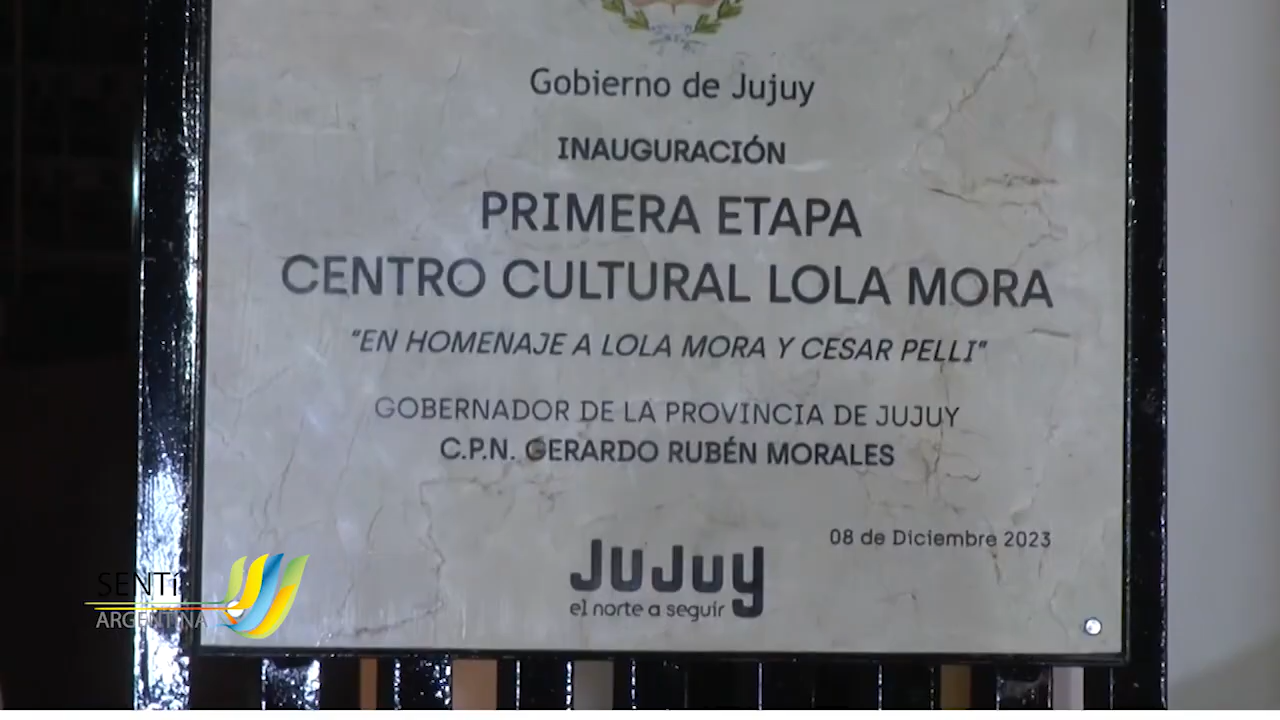 Gobierno de Jujuy
INAUGURACIÓN
PRIMERA ETAPA
CENTRO CULTURAL LOLA MORA
"EN HOMENAJE A LOLA MORA Y CESAR PELLI"
GOBERNADOR DE LA PROVINCIA DE JUJUY
C.P.N. GERARDO RUBÉN MORALES
08 de Diciembre 2023
JuJuy
el norte a seguir
SENTí
ARGENTINA